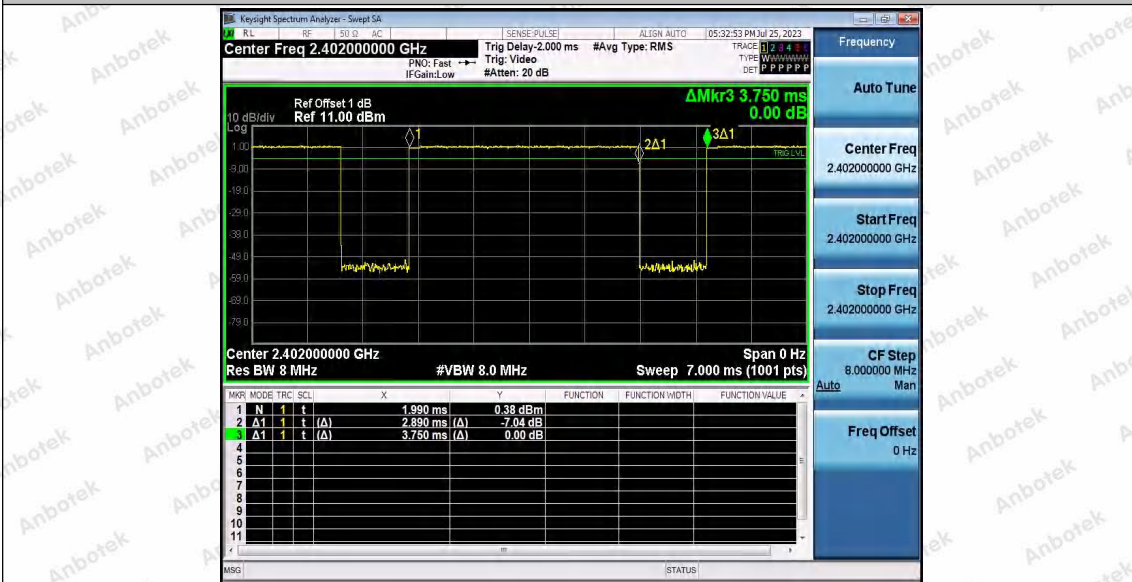 Keysight Spectrum Analyzer - Swept SA
RL RF 50 Ω AC SENSE:PULSE ALIGN AUTO 05:32:53 PM Jul 25, 2023
Center Freq 2.402000000 GHz
PNO: Fast
IFGain:Low
Trig Delay-2.000 ms #Avg Type: RMS
Trig: Video
#Atten: 20 dB
TRACE 1 2 3 4 5 6
TYPE WWWWWW
DET P P P P P P
Ref Offset 1 dB
10 dB/div Ref 11.00 dBm
Log
ΔMkr3 3.750 ms
0.00 dB
1.00
-9.00
-19.0
-29.0
-39.0
-49.0
-59.0
-69.0
-79.0
1
2Δ1
3Δ1
TRIG LVL
Center 2.402000000 GHz Span 0 Hz
Res BW 8 MHz #VBW 8.0 MHz Sweep 7.000 ms (1001 pts)
MKR MODE TRC SCL X Y FUNCTION FUNCTION WIDTH FUNCTION VALUE
1 N 1 t 1.990 ms 0.38 dBm
2 Δ1 1 t (Δ) 2.890 ms (Δ) -7.04 dB
3 Δ1 1 t (Δ) 3.750 ms (Δ) 0.00 dB
4
5
6
7
8
9
10
11
MSG STATUS
Frequency
Auto Tune
Center Freq
2.402000000 GHz
Start Freq
2.402000000 GHz
Stop Freq
2.402000000 GHz
CF Step
8.000000 MHz
Auto Man
Freq Offset
0 Hz
Anbotek